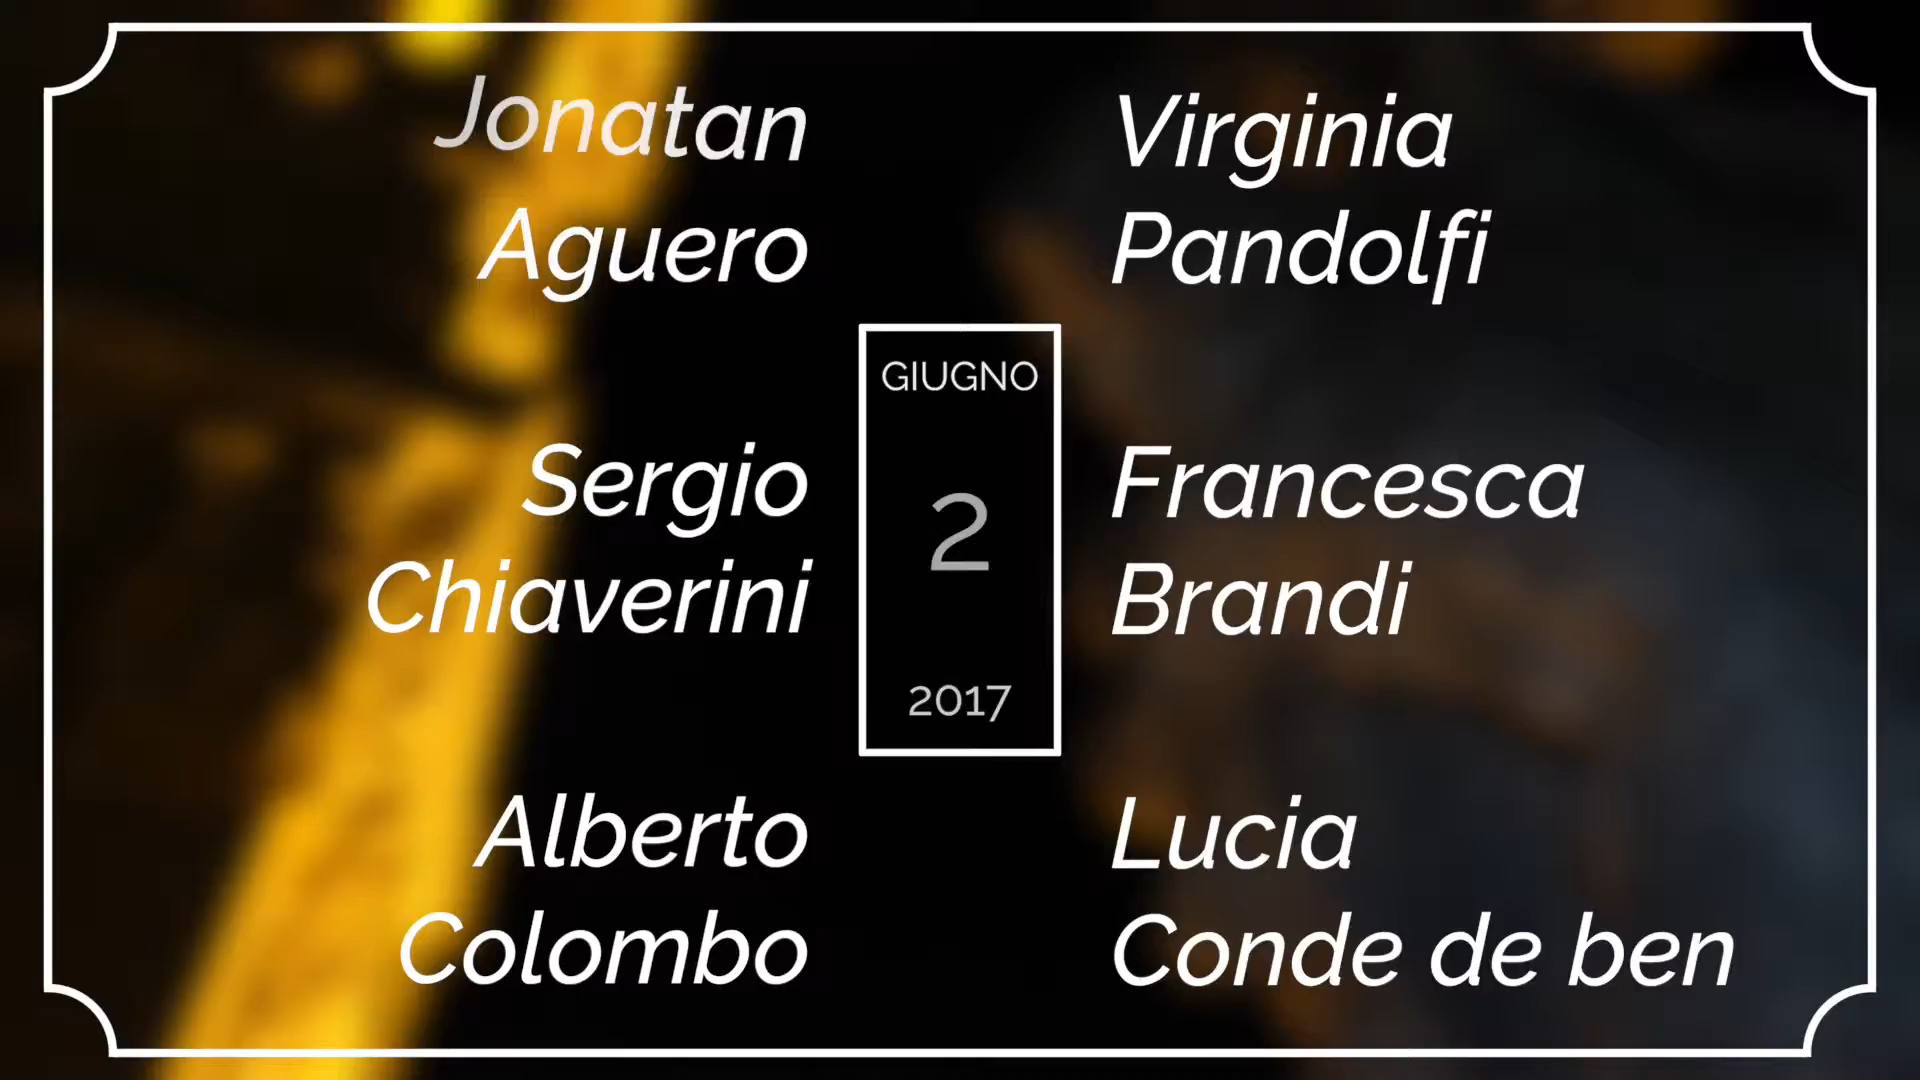 Jonatan
Aguero
Virginia
Pandolfi
GIUGNO
2
2017
Sergio
Chiaverini
Francesca
Brandi
Alberto
Colombo
Lucia
Conde de ben